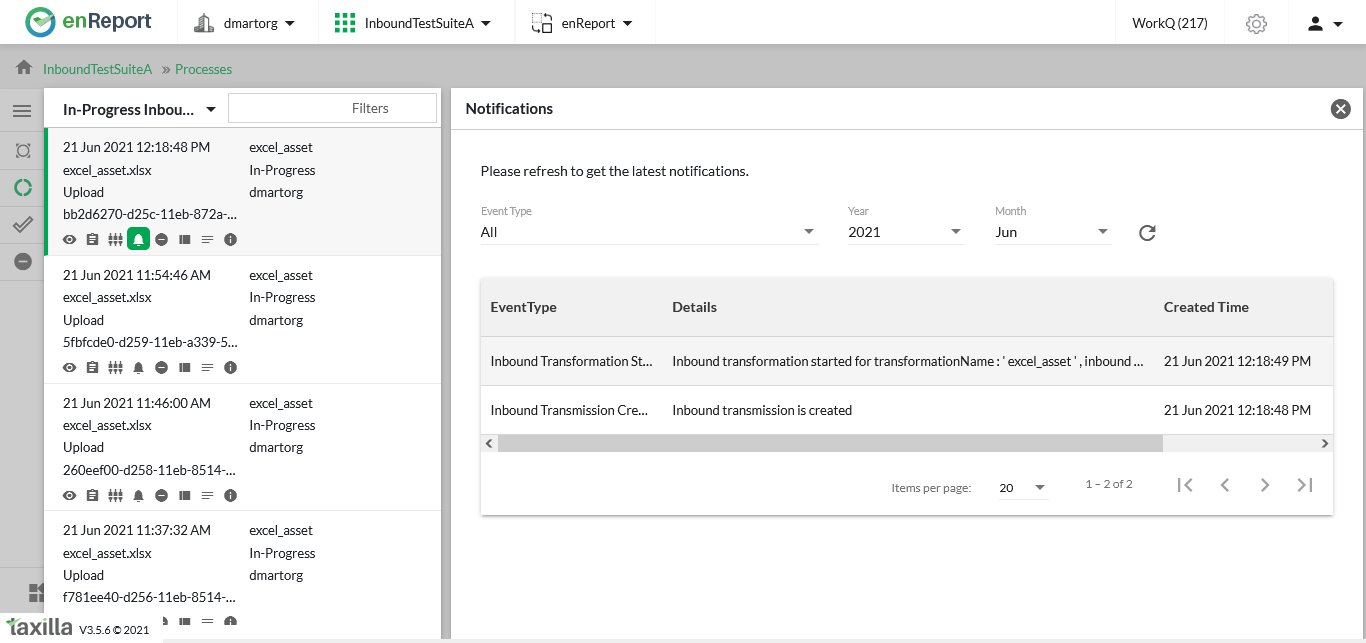 enReport dmartorg InboundTestSuiteA enReport WorkQ (217)
InboundTestSuiteA » Processes
In-Progress Inbou... Filters
21 Jun 2021 12:18:48 PM excel_asset
excel_asset.xlsx In-Progress
Upload dmartorg
bb2d6270-d25c-11eb-872a-...
21 Jun 2021 11:54:46 AM excel_asset
excel_asset.xlsx In-Progress
Upload dmartorg
5fbfcde0-d259-11eb-a339-5...
21 Jun 2021 11:46:00 AM excel_asset
excel_asset.xlsx In-Progress
Upload dmartorg
260eef00-d258-11eb-8514-...
21 Jun 2021 11:37:32 AM excel_asset
excel_asset.xlsx In-Progress
Upload dmartorg
f781ee40-d256-11eb-8514-...
taxilla V3.5.6 © 2021
Notifications
Please refresh to get the latest notifications.
Event Type Year Month
All 2021 Jun
EventType Details Created Time
Inbound Transformation St... Inbound transformation started for transformationName : ' excel_asset ' , inbound ... 21 Jun 2021 12:18:49 PM
Inbound Transmission Cre... Inbound transmission is created 21 Jun 2021 12:18:48 PM
Items per page: 20 1 – 2 of 2